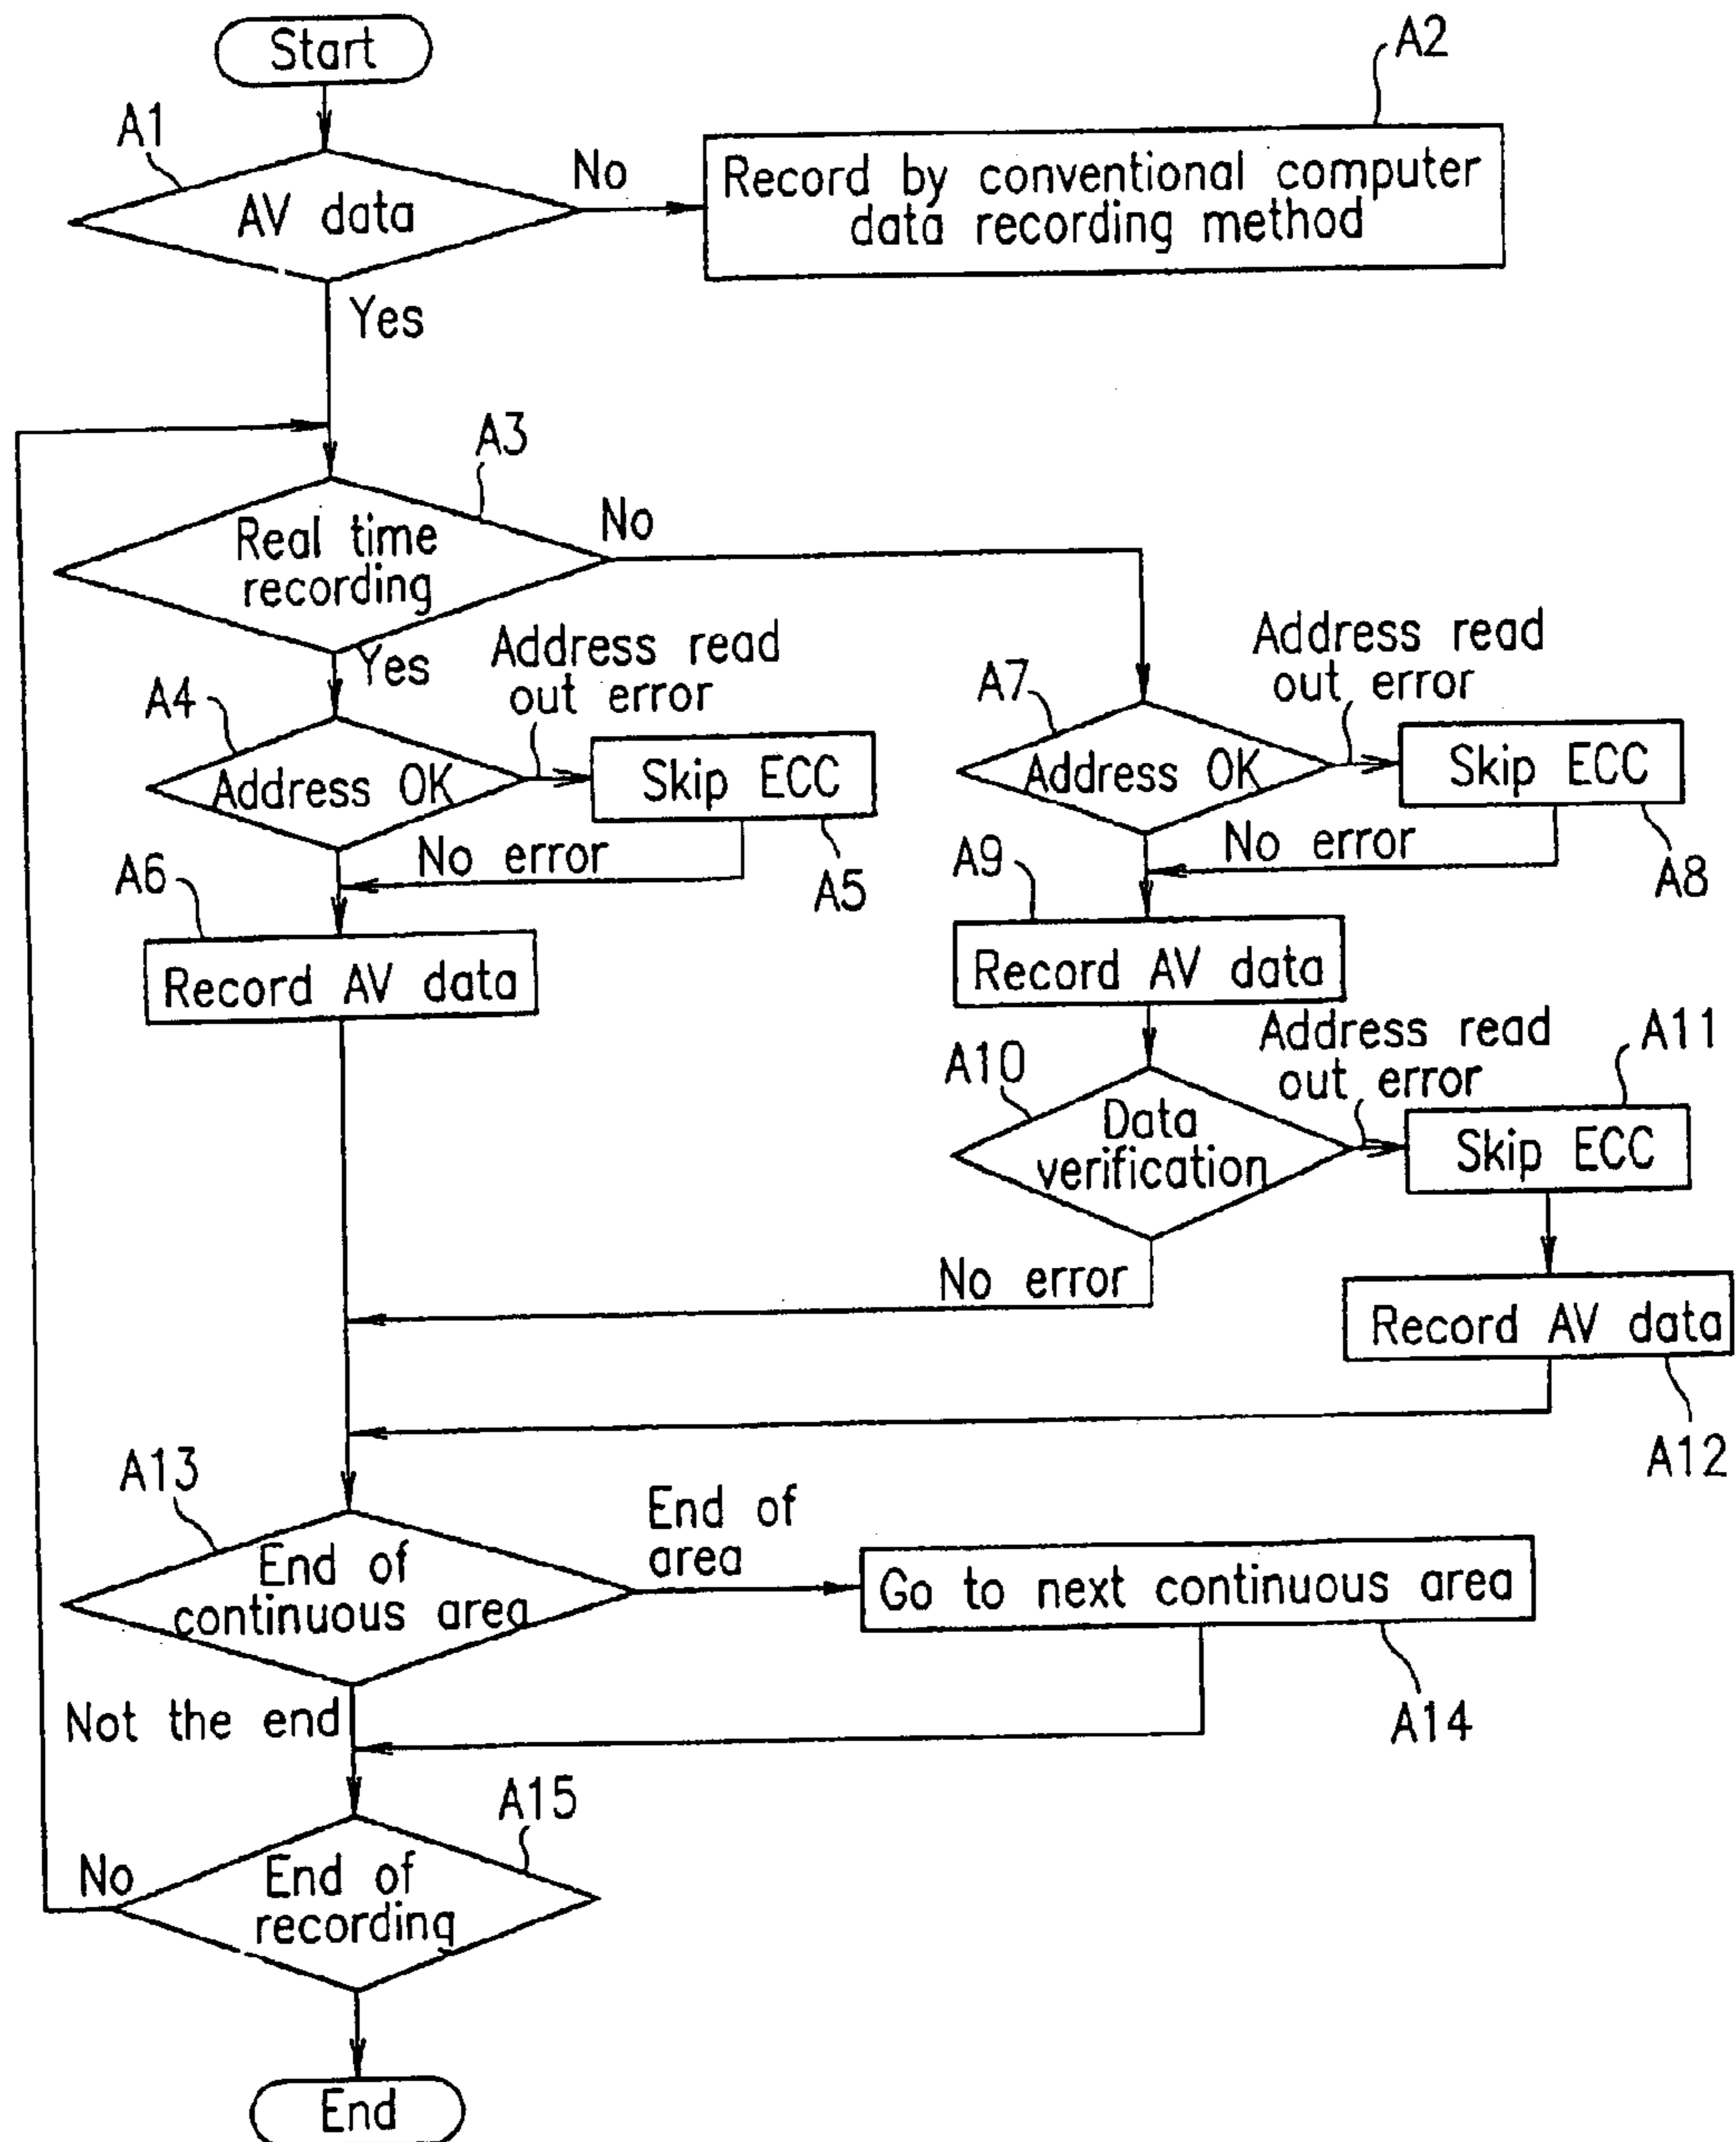 Start
A1
A2
AV data
No
Record by conventional computer
data recording method
Yes
A3
Real time
recording
No
Yes
Address read
out error
A4
Address OK
Skip ECC
No error
A5
A6
Record AV data
Address read
out error
A7
Address OK
Skip ECC
No error
A8
A9
Record AV data
Address read
out error
A10
Data
verification
A11
Skip ECC
No error
Record AV data
A12
A13
End of
continuous area
End of
area
Go to next continuous area
Not the end
A14
A15
No
End of
recording
End